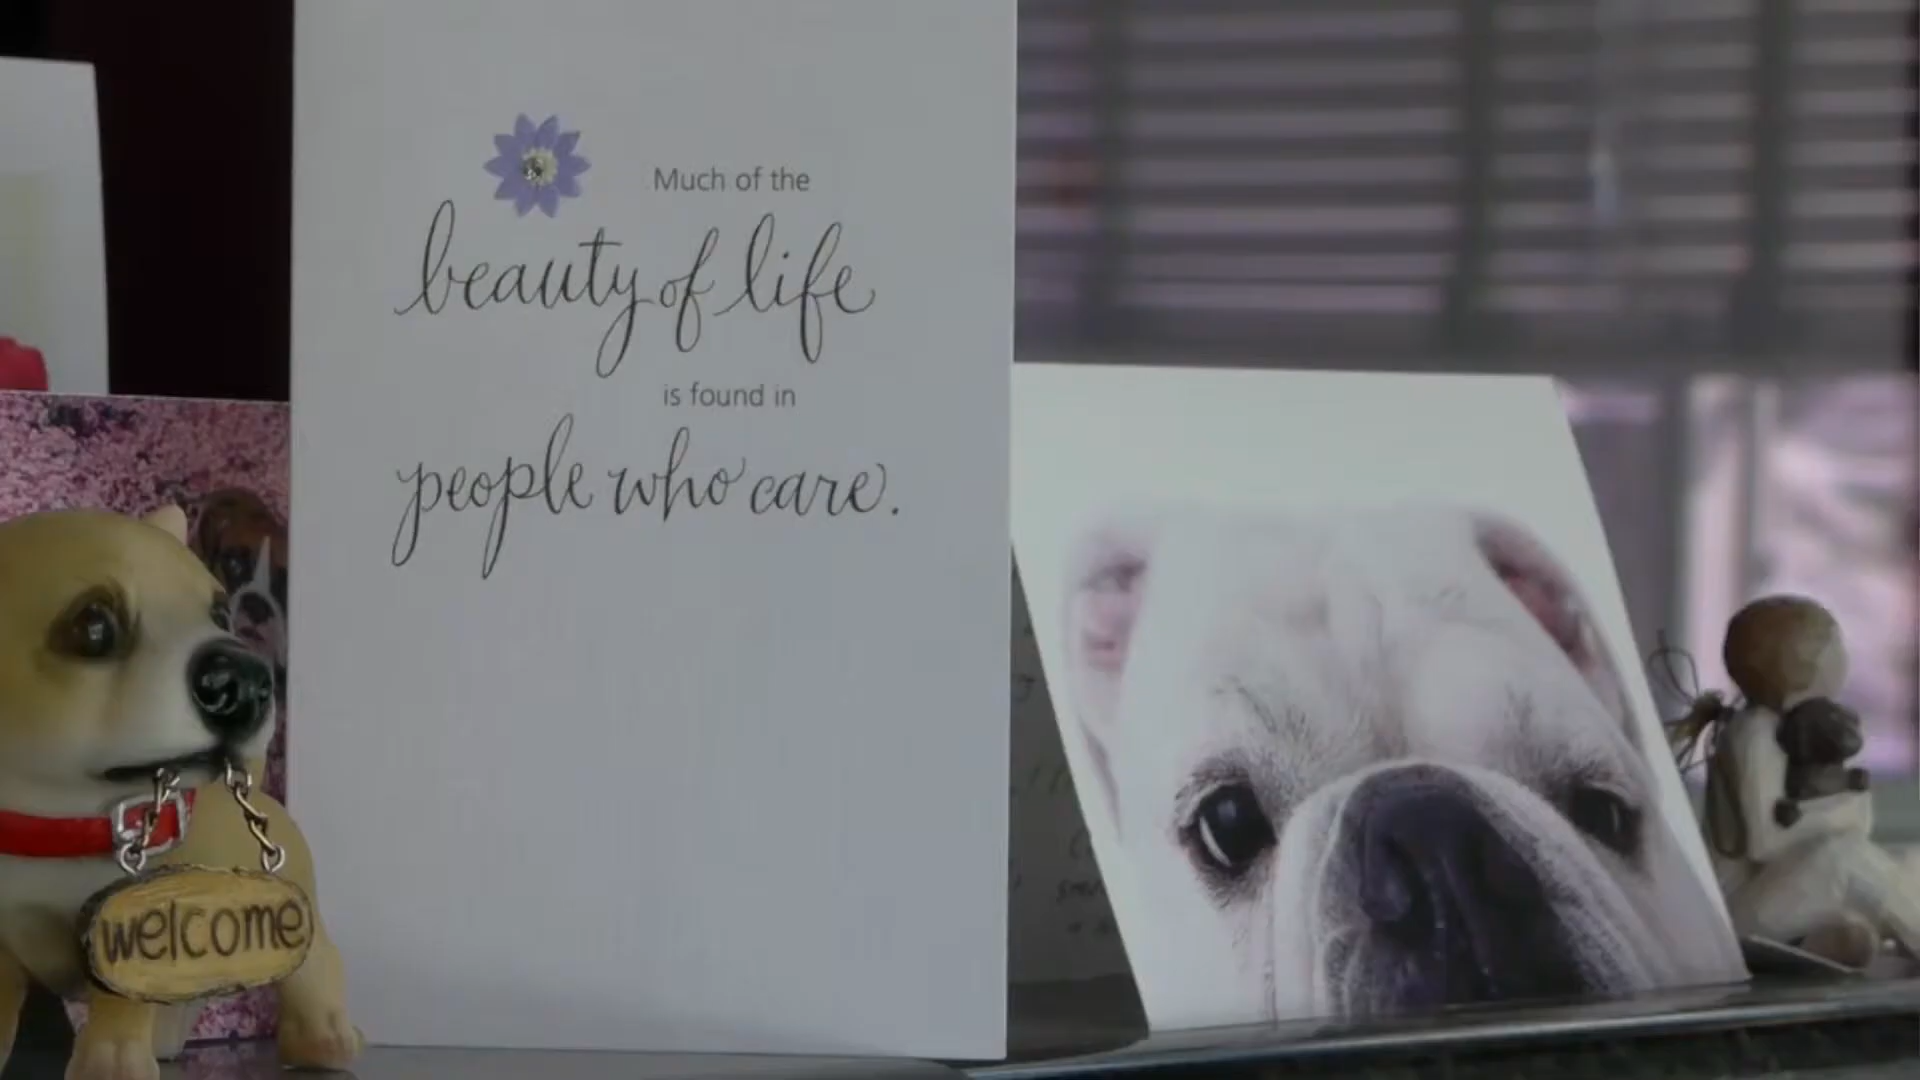 Much of the
beauty of life
is found in
people who care.
welcome